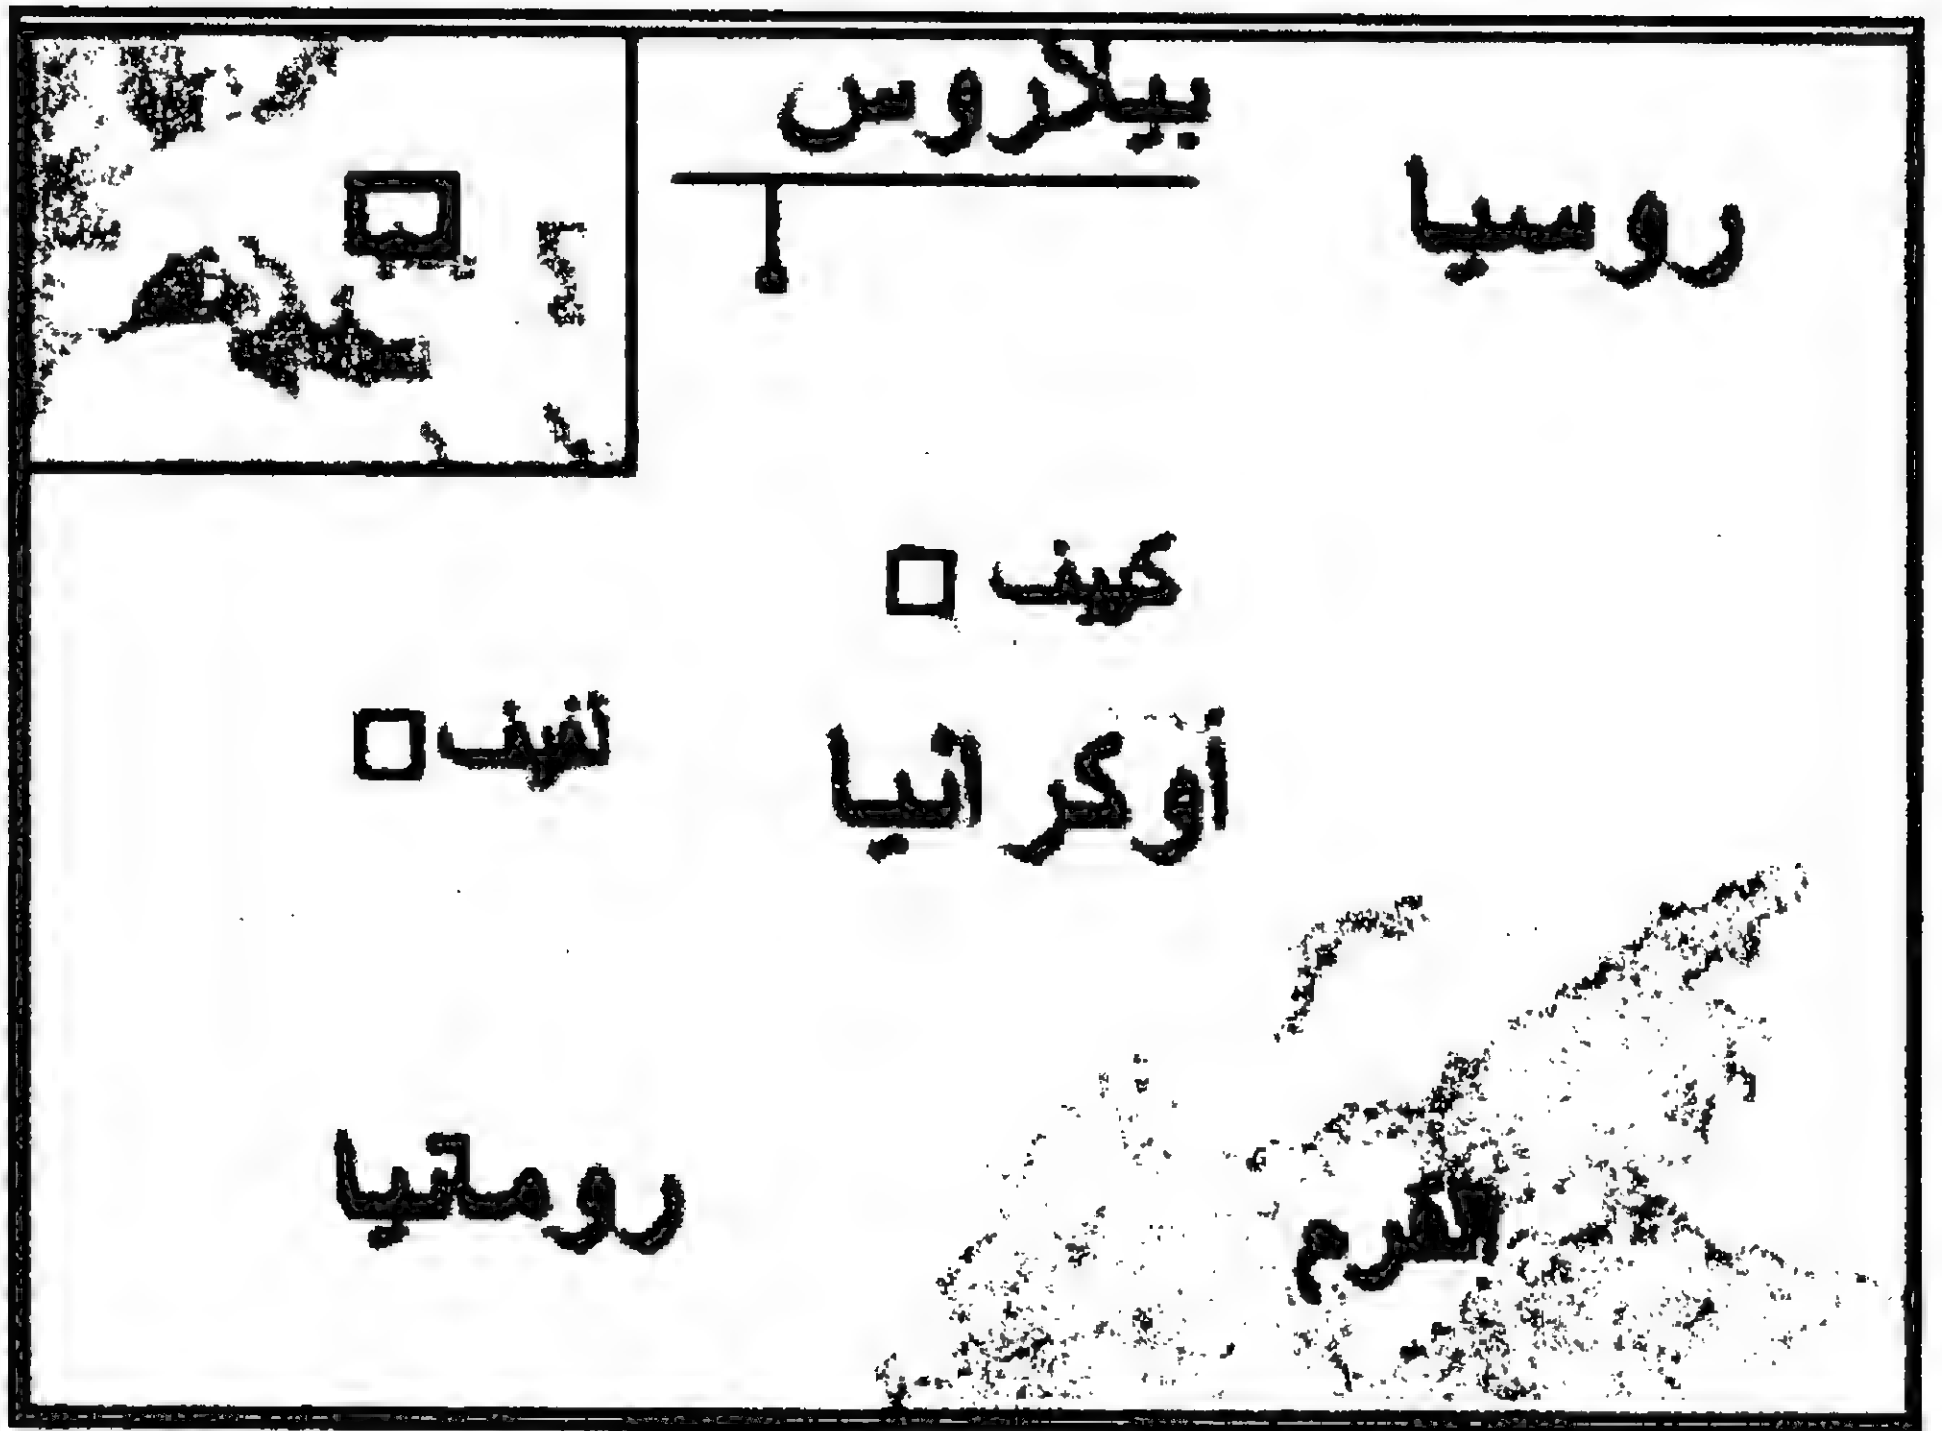 بيلاروس
روسيا
كييف
لفيف
أوكرانيا
رومانيا
القرم